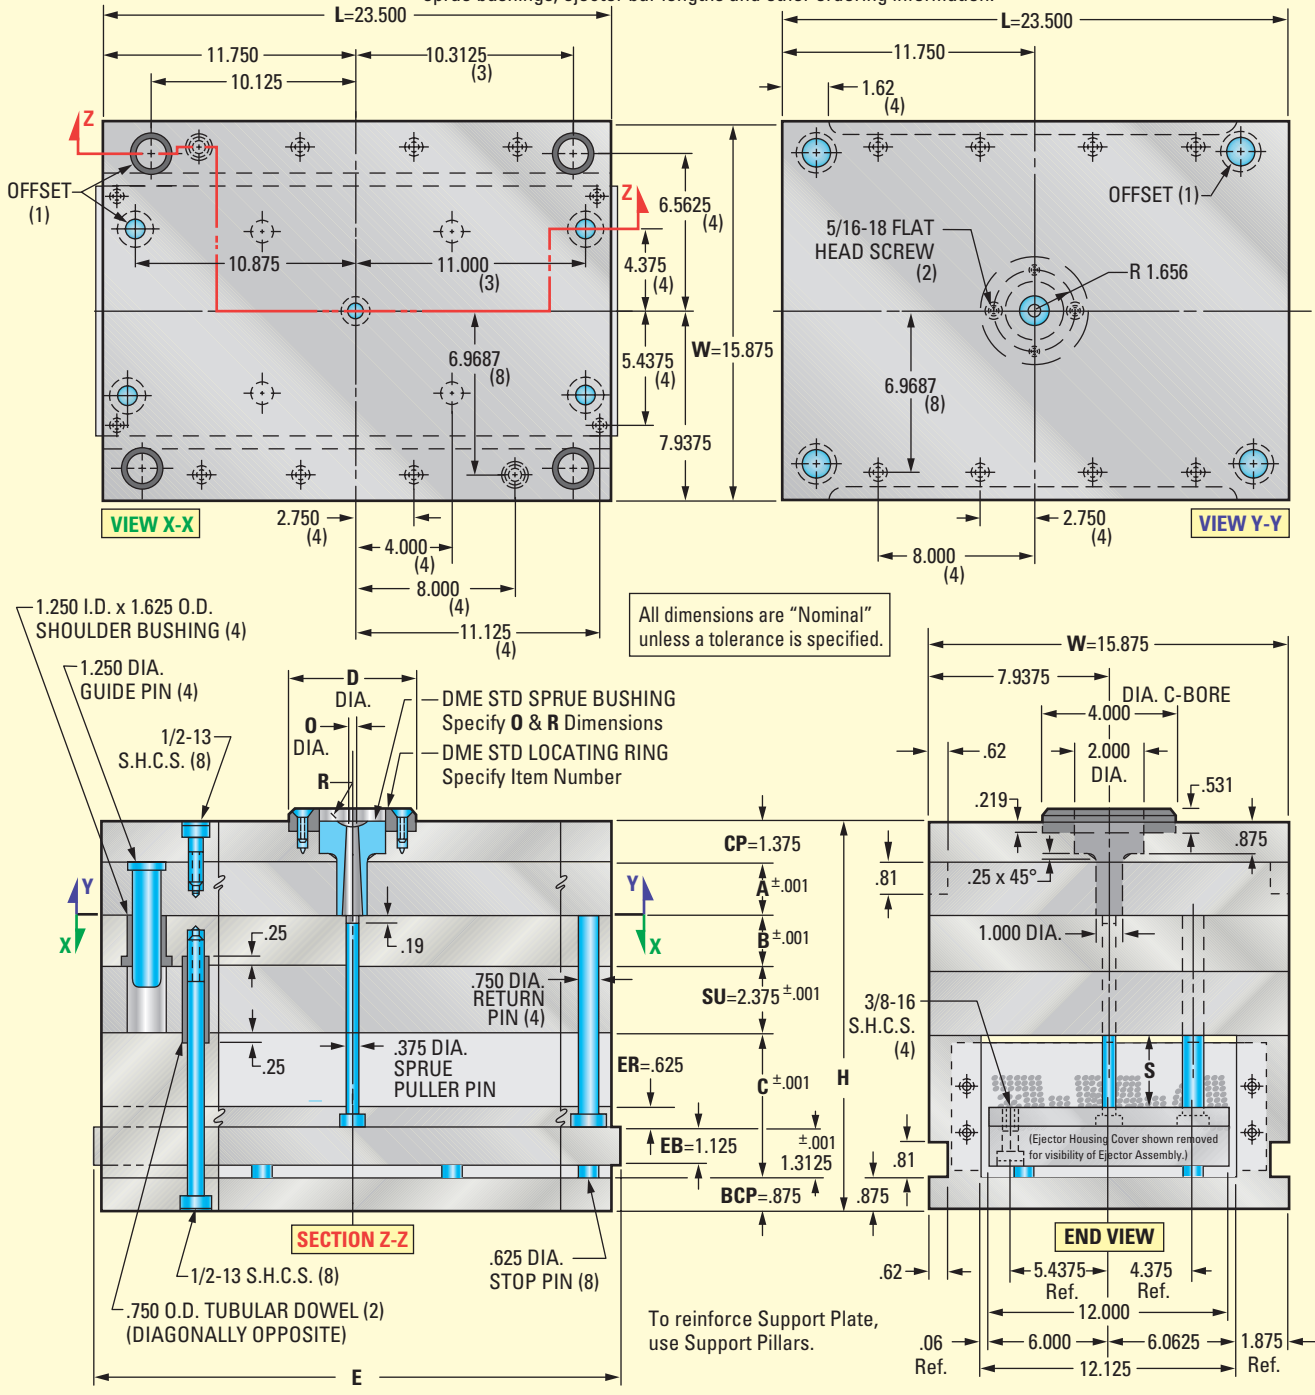 sprue bushings, ejector bar lengths and other ordering information.
L=23.500
11.750
10.3125
(3)
10.125
Z
OFFSET
(1)
Z
6.5625
(4)
10.875
11.000
(3)
4.375
(4)
6.9687
(8)
5.4375
(4)
W=15.875
7.9375
VIEW X-X
2.750
(4)
4.000
(4)
8.000
(4)
11.125
(4)
L=23.500
11.750
1.62
(4)
OFFSET (1)
5/16-18 FLAT
HEAD SCREW
(2)
R 1.656
6.9687
(8)
2.750
(4)
VIEW Y-Y
8.000
(4)
All dimensions are “Nominal”
unless a tolerance is specified.
1.250 I.D. x 1.625 O.D.
SHOULDER BUSHING (4)
1.250 DIA.
GUIDE PIN (4)
1/2-13
S.H.C.S. (8)
D
DIA.
O
DIA.
R
DME STD SPRUE BUSHING
Specify O & R Dimensions
DME STD LOCATING RING
Specify Item Number
CP=1.375
Y
X
Y
X
A ±.001
B ±.001
.25
.19
.750 DIA.
RETURN
PIN (4)
SU=2.375 ±.001
.25
.375 DIA.
SPRUE
PULLER PIN
ER=.625
C ±.001
H
EB=1.125
±.001
1.3125
BCP=.875
.875
SECTION Z-Z
1/2-13 S.H.C.S. (8)
.625 DIA.
STOP PIN (8)
.750 O.D. TUBULAR DOWEL (2)
(DIAGONALLY OPPOSITE)
E
To reinforce Support Plate,
use Support Pillars.
W=15.875
7.9375
DIA. C-BORE
4.000
.62
2.000
DIA.
.219
.531
.875
.81
.25 x 45°
1.000 DIA.
3/8-16
S.H.C.S.
(4)
S
(Ejector Housing Cover shown removed
for visibility of Ejector Assembly.)
.81
END VIEW
.62
5.4375
Ref.
4.375
Ref.
12.000
.06
Ref.
6.000
6.0625
1.875
Ref.
12.125